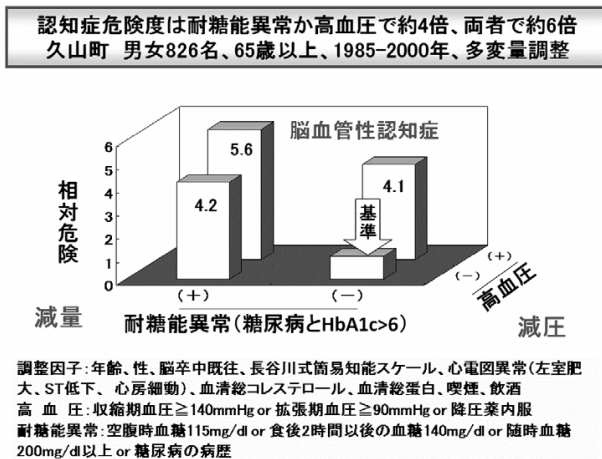 認知症危険度は耐糖能異常か高血圧で約4倍、両者で約6倍
久山町 男女826名、65歳以上、1985-2000年、多変量調整
脳血管性認知症
相対危険
6
5
4
3
2
1
0
5.6
4.2
4.1
基準
(+)
(-)
(-)
(+)
高血圧
減量
耐糖能異常(糖尿病とHbA1c>6)
減圧
調整因子:年齢、性、脳卒中既往、長谷川式簡易知能スケール、心電図異常(左室肥
大、ST低下、 心房細動)、血清総コレステロール、血清総蛋白、喫煙、飲酒
高 血 圧:収縮期血圧≧140mmHg or 拡張期血圧≧90mmHg or 降圧薬内服
耐糖能異常:空腹時血糖115mg/dl or 食後2時間以後の血糖140mg/dl or 随時血糖
200mg/dl以上 or 糖尿病の病歴